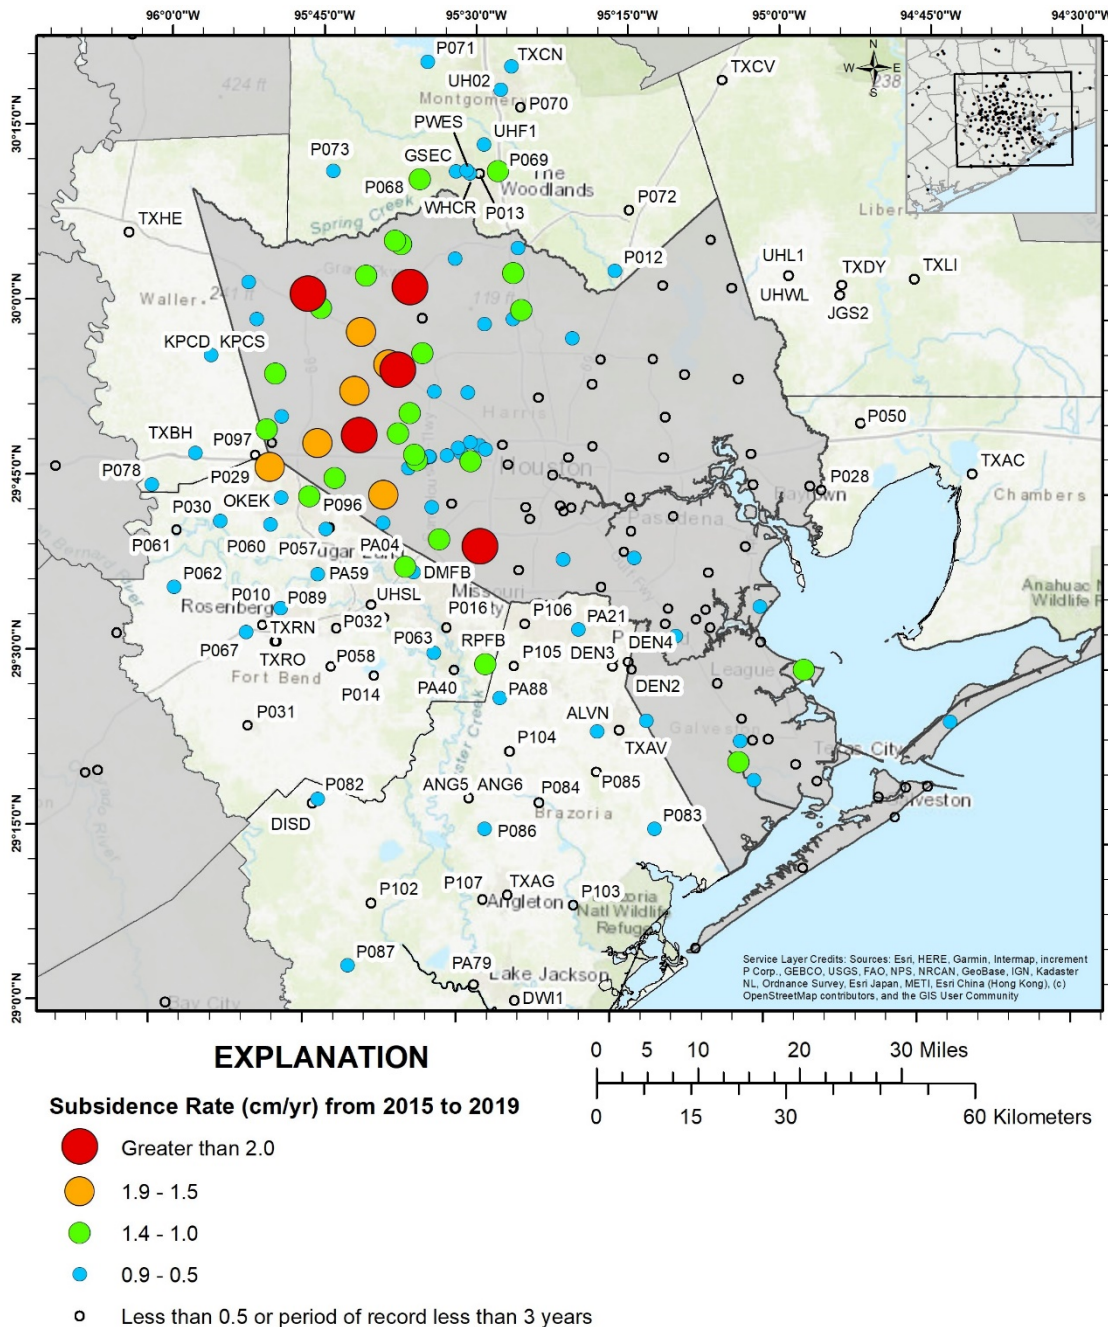 96°0'0"W 95°45'0"W 95°30'0"W 95°15'0"W 95°0'0"W 94°45'0"W 94°30'0"W
30°15'0"N
30°0'0"N
29°45'0"N
29°30'0"N
29°15'0"N
29°0'0"N
N
W E
S
424 ft
P071
TXCN
TXCV
238
UH02
Montgomery
P070
PWES
UHF1
P073
GSEC
P069
P068
The
Woodlands
WHCR
P013
P072
Spring Creek
Liberty
TXHE
P012
UHL1
TXDY
TXLI
UHWL
JGS2
Waller
241 ft
119 ft
KPCD
KPCS
Harris
TXBH
P097
P050
P078
P029
Houston
P028
Baytown
TXAC
Chambers
P030
OKEK
P096
Pasadena
P061
P060
P057
PA04
P062
PA59
DMFB
Missouri
Anahuac
Wildlife
P010
P089
UHSL
P016
P106
PA21
Rosenberg
TXRN
P032
P063
RPFB
DEN3
DEN4
P067
TXRO
P058
P105
League
Fort Bend
P014
PA40
PA88
DEN2
P031
ALVN
Galveston
TXAV
Texas City
P104
P082
ANG5
ANG6
P084
P085
Galveston
DISD
Brazoria
P086
P083
P102
P107
TXAG
P103
Angleton
Natl Wildlife
Refuge
P087
PA79
Lake Jackson
Bay City
DWI1
Service Layer Credits: Sources: Esri, HERE, Garmin, Intermap, increment
P Corp., GEBCO, USGS, FAO, NPS, NRCAN, GeoBase, IGN, Kadaster
NL, Ordnance Survey, Esri Japan, METI, Esri China (Hong Kong), (c)
OpenStreetMap contributors, and the GIS User Community
EXPLANATION
0 5 10 20 30 Miles
0 15 30 60 Kilometers
Subsidence Rate (cm/yr) from 2015 to 2019
Greater than 2.0
1.9 - 1.5
1.4 - 1.0
0.9 - 0.5
Less than 0.5 or period of record less than 3 years